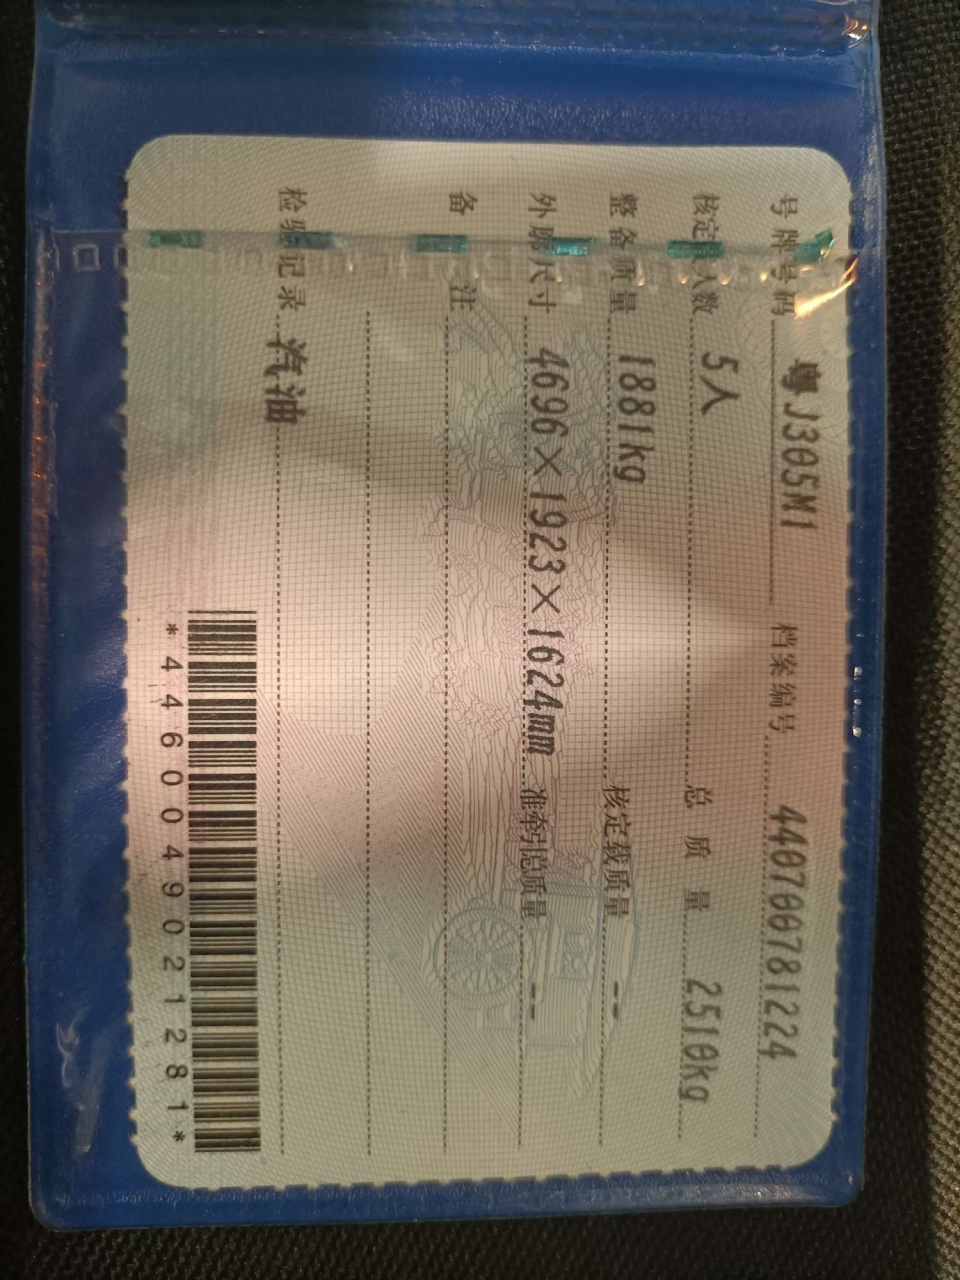 号牌号码 粤J305M1 档案编号 440700781224
核定载人数 5人 总质量 2510kg
整备质量 1881kg 核定载质量 --
外廓尺寸 4696×1923×1624mm 准牵引总质量 --
备注
检验记录 汽油
*4460049021281*